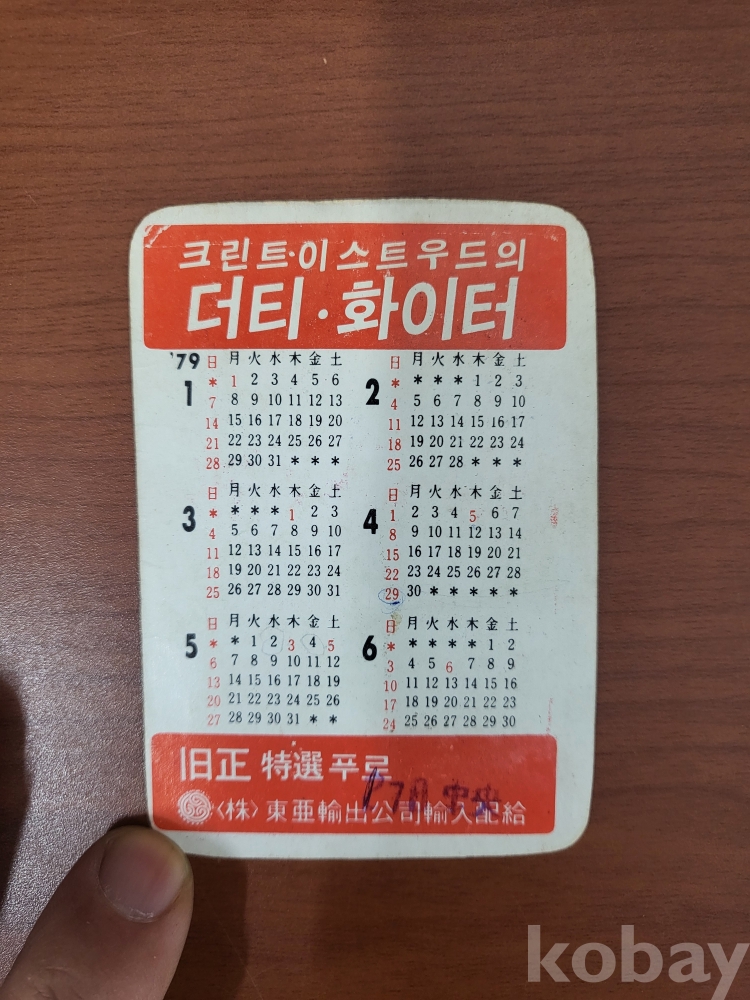 크린트·이스트우드의
더티·화이터
'79
1
日 月 火 水 木 金 土
* 1 2 3 4 5 6
7 8 9 10 11 12 13
14 15 16 17 18 19 20
21 22 23 24 25 26 27
28 29 30 31 * * *
2
日 月 火 水 木 金 土
* * * * 1 2 3
4 5 6 7 8 9 10
11 12 13 14 15 16 17
18 19 20 21 22 23 24
25 26 27 28 * * *
3
日 月 火 水 木 金 土
* * * * 1 2 3
4 5 6 7 8 9 10
11 12 13 14 15 16 17
18 19 20 21 22 23 24
25 26 27 28 29 30 31
4
日 月 火 水 木 金 土
1 2 3 4 5 6 7
8 9 10 11 12 13 14
15 16 17 18 19 20 21
22 23 24 25 26 27 28
29 30 * * * * *
5
日 月 火 水 木 金 土
* * 1 2 3 4 5
6 7 8 9 10 11 12
13 14 15 16 17 18 19
20 21 22 23 24 25 26
27 28 29 30 31 * *
6
日 月 火 水 木 金 土
* * * * * 1 2
3 4 5 6 7 8 9
10 11 12 13 14 15 16
17 18 19 20 21 22 23
24 25 26 27 28 29 30
旧正 特選 푸로
中央
〈株〉東亜輸出公司輸入配給
kobay